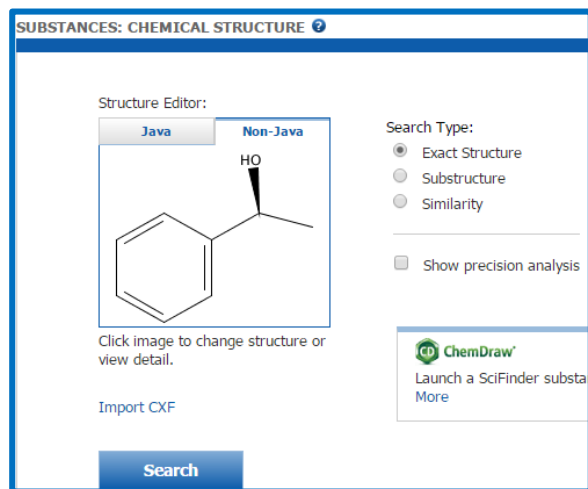 SUBSTANCES: CHEMICAL STRUCTURE ?
Structure Editor:
Java
Non-Java
HO
Click image to change structure or
view detail.
Import CXF
Search
Search Type:
Exact Structure
Substructure
Similarity
Show precision analysis
CD ChemDraw
Launch a SciFinder substa
More